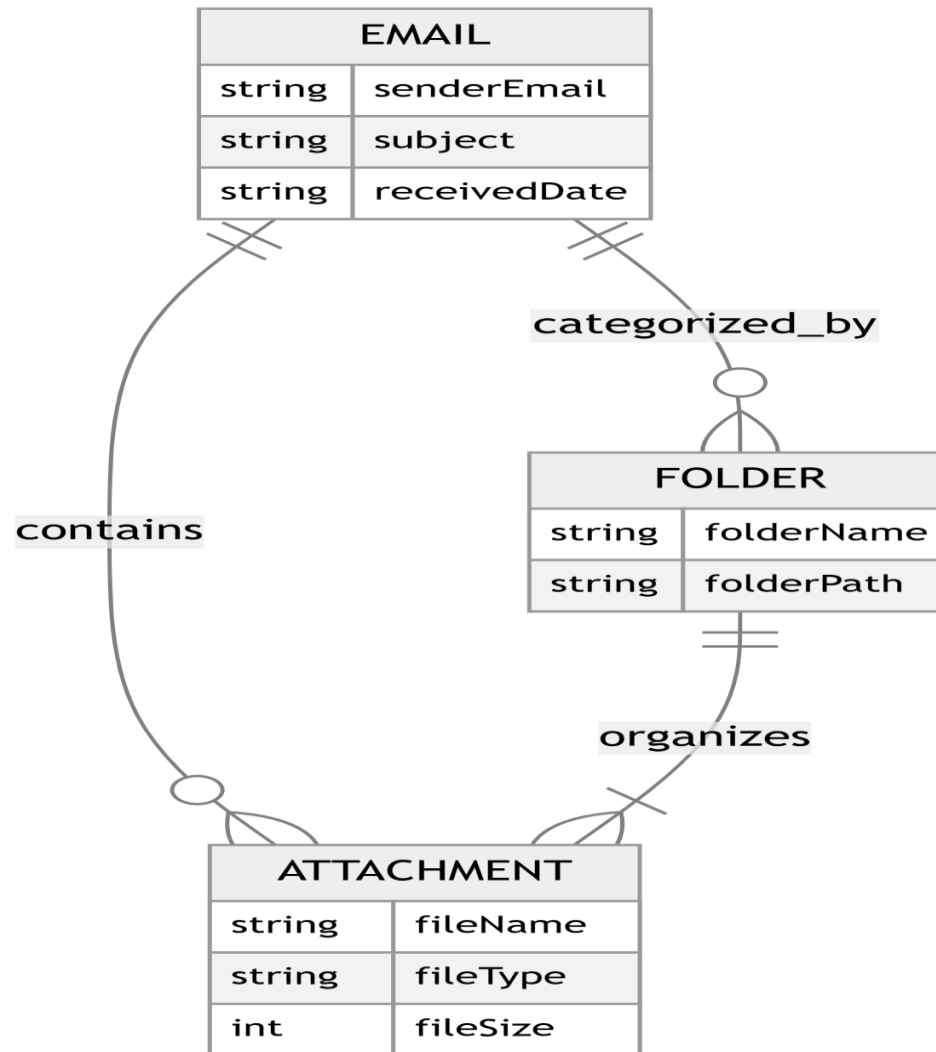 EMAIL
string senderEmail
string subject
string receivedDate
categorized_by
FOLDER
string folderName
string folderPath
contains
organizes
ATTACHMENT
string fileName
string fileType
int fileSize